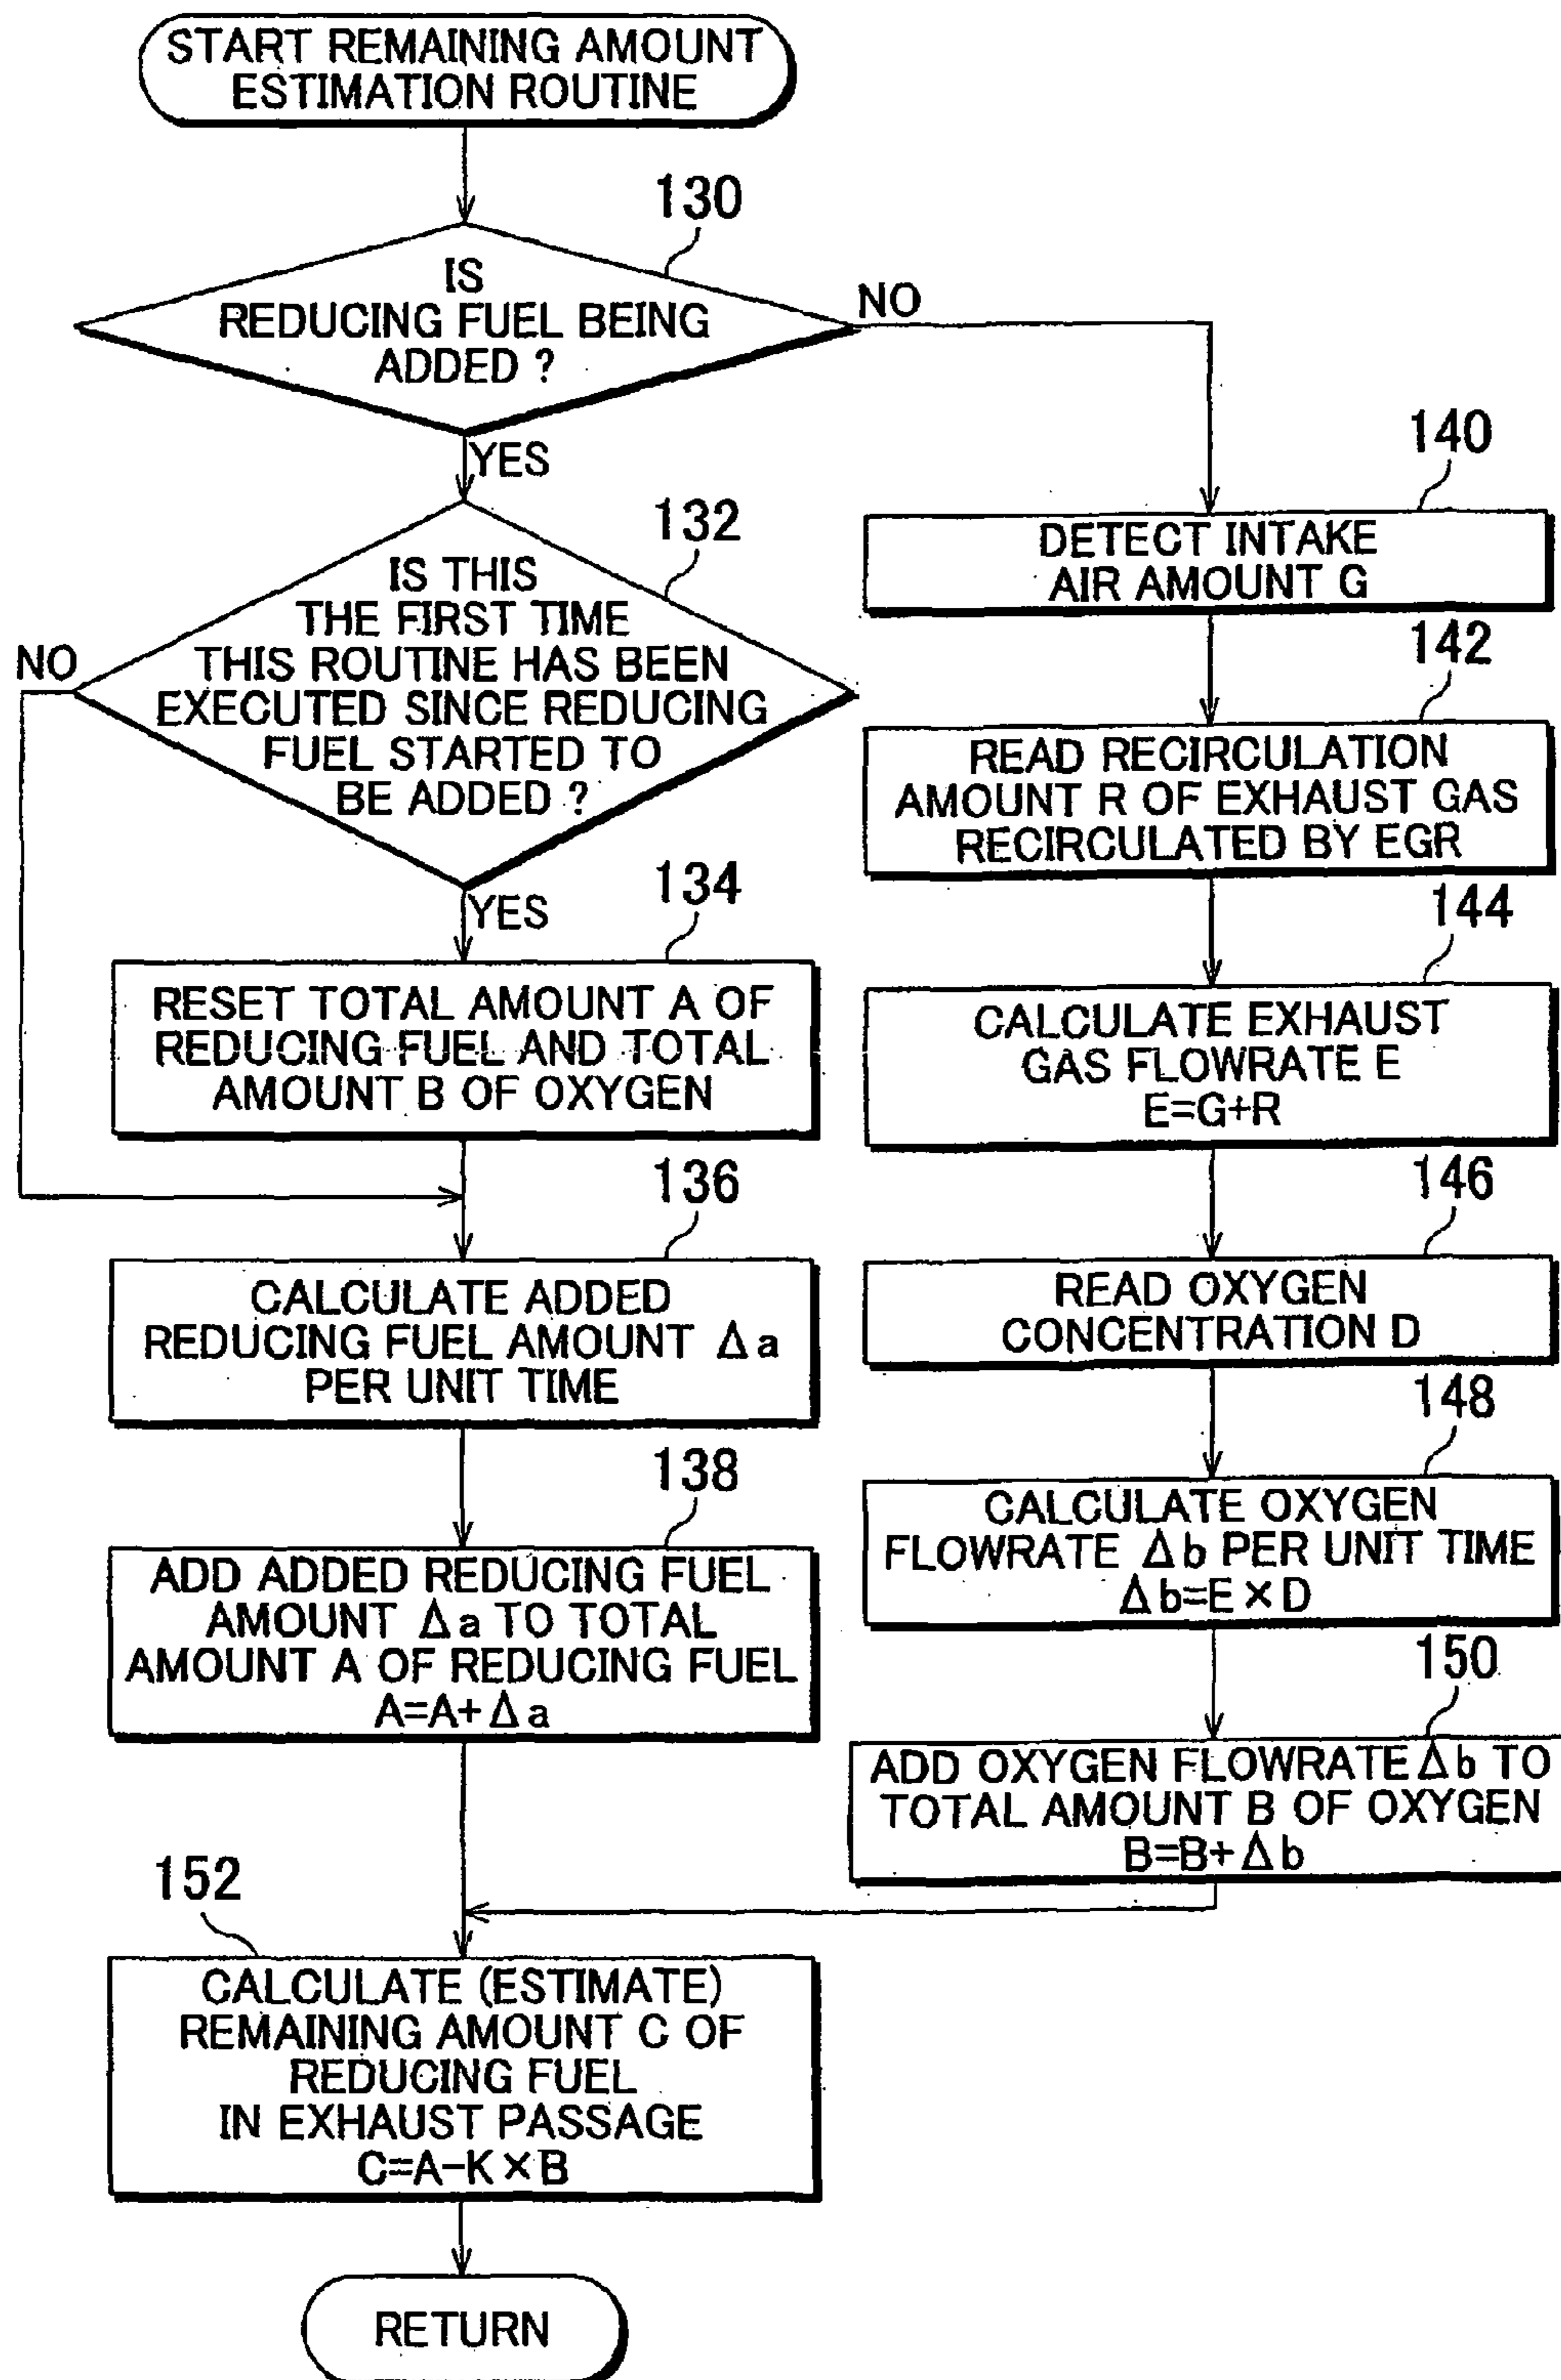 START REMAINING AMOUNT
ESTIMATION ROUTINE
130
IS
REDUCING FUEL BEING
ADDED ?
NO
YES
132
IS THIS
THE FIRST TIME
THIS ROUTINE HAS BEEN
EXECUTED SINCE REDUCING
FUEL STARTED TO
BE ADDED ?
NO
YES
134
RESET TOTAL AMOUNT A OF
REDUCING FUEL AND TOTAL
AMOUNT B OF OXYGEN
136
CALCULATE ADDED
REDUCING FUEL AMOUNT Δa
PER UNIT TIME
138
ADD ADDED REDUCING FUEL
AMOUNT Δa TO TOTAL
AMOUNT A OF REDUCING FUEL
A=A+Δa
140
DETECT INTAKE
AIR AMOUNT G
142
READ RECIRCULATION
AMOUNT R OF EXHAUST GAS
RECIRCULATED BY EGR
144
CALCULATE EXHAUST
GAS FLOWRATE E
E=G+R
146
READ OXYGEN
CONCENTRATION D
148
CALCULATE OXYGEN
FLOWRATE Δb PER UNIT TIME
Δb=E×D
150
ADD OXYGEN FLOWRATE Δb TO
TOTAL AMOUNT B OF OXYGEN
B=B+Δb
152
CALCULATE (ESTIMATE)
REMAINING AMOUNT C OF
REDUCING FUEL
IN EXHAUST PASSAGE
C=A-K×B
RETURN